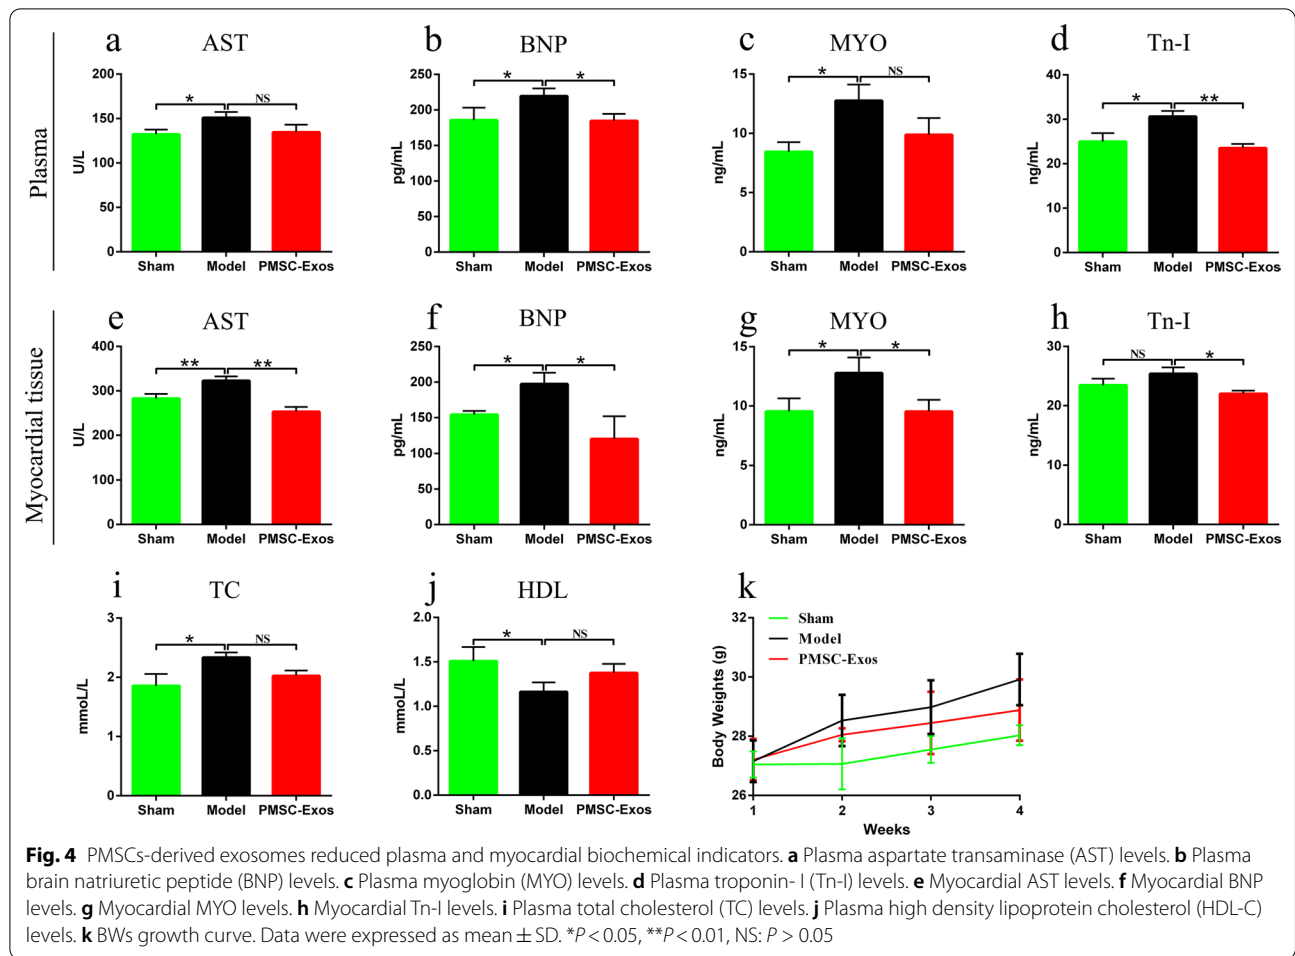 Plasma
a
AST
200
150
100
50
0
U/L
*
NS
Sham Model PMSC-Exos
b
BNP
250
200
150
100
50
0
pg/mL
*
*
Sham Model PMSC-Exos
c
MYO
15
10
5
0
ng/mL
*
NS
Sham Model PMSC-Exos
d
Tn-I
40
30
20
10
0
ng/mL
*
**
Sham Model PMSC-Exos
Myocardial tissue
e
AST
400
300
200
100
0
U/L
**
**
Sham Model PMSC-Exos
f
BNP
250
200
150
100
50
0
pg/mL
*
*
Sham Model PMSC-Exos
g
MYO
15
10
5
0
ng/mL
*
*
Sham Model PMSC-Exos
h
Tn-I
30
20
10
0
ng/mL
NS
*
Sham Model PMSC-Exos
i
TC
3
2
1
0
mmoL/L
*
NS
Sham Model PMSC-Exos
j
HDL
2.0
1.5
1.0
0.5
0.0
mmoL/L
*
NS
Sham Model PMSC-Exos
k
32
30
28
26
Body Weights (g)
Sham
Model
PMSC-Exos
1 2 3 4
Weeks
Fig. 4 PMSCs-derived exosomes reduced plasma and myocardial biochemical indicators. a Plasma aspartate transaminase (AST) levels. b Plasma
brain natriuretic peptide (BNP) levels. c Plasma myoglobin (MYO) levels. d Plasma troponin- I (Tn-I) levels. e Myocardial AST levels. f Myocardial BNP
levels. g Myocardial MYO levels. h Myocardial Tn-I levels. i Plasma total cholesterol (TC) levels. j Plasma high density lipoprotein cholesterol (HDL-C)
levels. k BWs growth curve. Data were expressed as mean ± SD. *P < 0.05, **P < 0.01, NS: P > 0.05